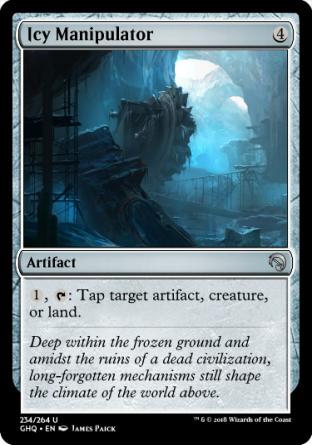 Icy Manipulator 4
Artifact
1, T: Tap target artifact, creature,
or land.
Deep within the frozen ground and
amidst the ruins of a dead civilization,
long-forgotten mechanisms still shape
the climate of the world above.
234/264 U
GHQ • EN JAMES PAICK
™ & © 2018 Wizards of the Coast